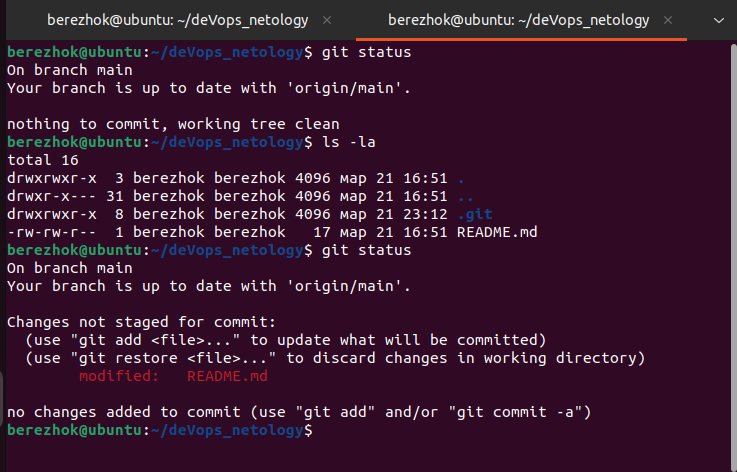 berezhok@ubuntu: ~/deVops_netology × berezhok@ubuntu: ~/deVops_netology ×
berezhok@ubuntu:~/deVops_netology$ git status
On branch main
Your branch is up to date with 'origin/main'.
nothing to commit, working tree clean
berezhok@ubuntu:~/deVops_netology$ ls -la
total 16
drwxrwxr-x  3 berezhok berezhok 4096 мар 21 16:51 .
drwxr-x--- 31 berezhok berezhok 4096 мар 21 16:51 ..
drwxrwxr-x  8 berezhok berezhok 4096 мар 21 23:12 .git
-rw-rw-r--  1 berezhok berezhok   17 мар 21 16:51 README.md
berezhok@ubuntu:~/deVops_netology$ git status
On branch main
Your branch is up to date with 'origin/main'.
Changes not staged for commit:
  (use "git add <file>..." to update what will be committed)
  (use "git restore <file>..." to discard changes in working directory)
        modified:   README.md
no changes added to commit (use "git add" and/or "git commit -a")
berezhok@ubuntu:~/deVops_netology$